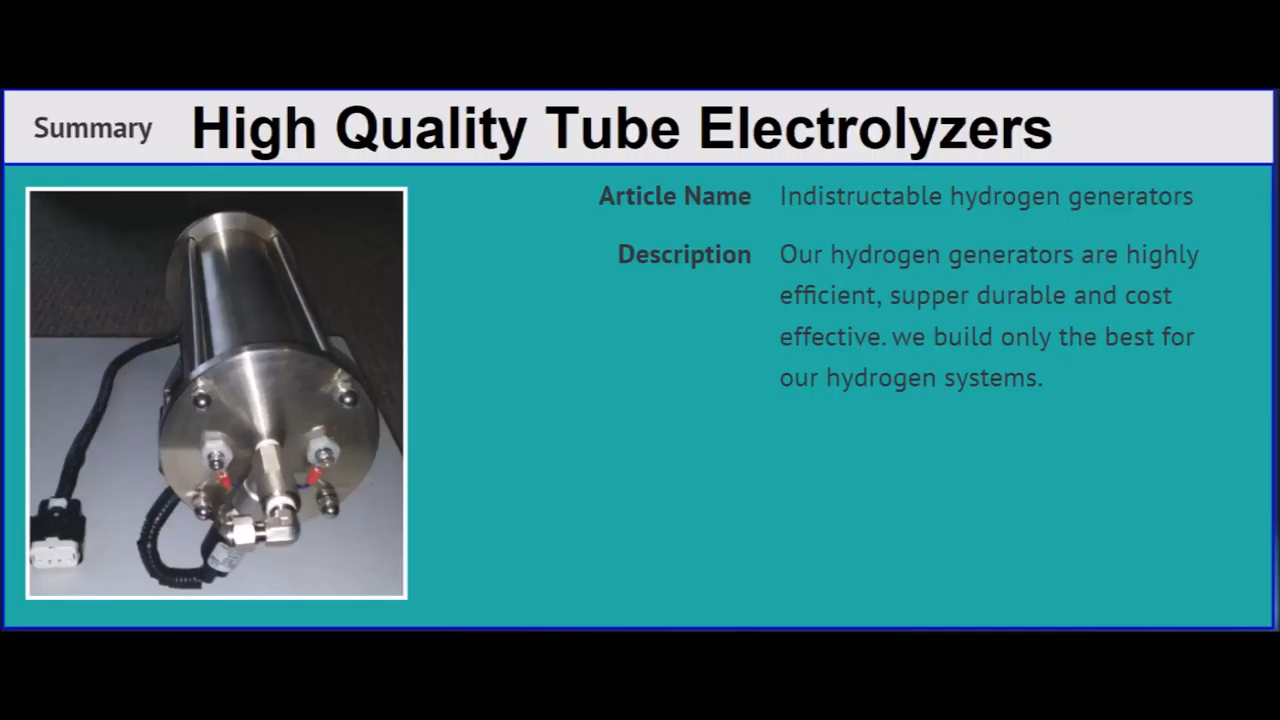 Summary
High Quality Tube Electrolyzers
Article Name
Indistructable hydrogen generators
Description
Our hydrogen generators are highly
efficient, supper durable and cost
effective. we build only the best for
our hydrogen systems.